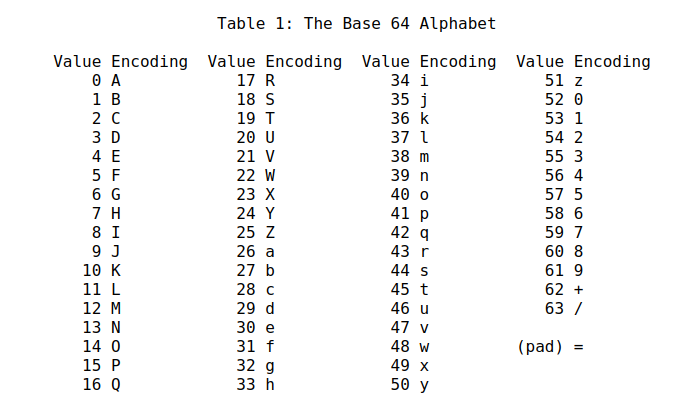 Table 1: The Base 64 Alphabet
Value Encoding  Value Encoding  Value Encoding  Value Encoding
0 A  17 R  34 i  51 z
1 B  18 S  35 j  52 0
2 C  19 T  36 k  53 1
3 D  20 U  37 l  54 2
4 E  21 V  38 m  55 3
5 F  22 W  39 n  56 4
6 G  23 X  40 o  57 5
7 H  24 Y  41 p  58 6
8 I  25 Z  42 q  59 7
9 J  26 a  43 r  60 8
10 K  27 b  44 s  61 9
11 L  28 c  45 t  62 +
12 M  29 d  46 u  63 /
13 N  30 e  47 v
14 O  31 f  48 w  (pad) =
15 P  32 g  49 x
16 Q  33 h  50 y